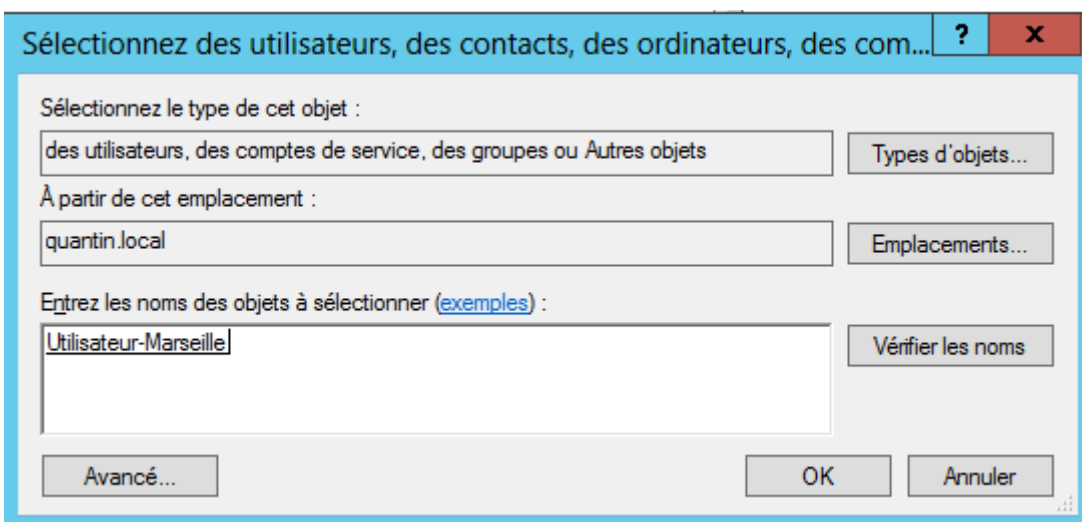 Sélectionnez des utilisateurs, des contacts, des ordinateurs, des com... ? x
Sélectionnez le type de cet objet :
des utilisateurs, des comptes de service, des groupes ou Autres objets
Types d'objets...
À partir de cet emplacement :
quantin.local
Emplacements...
Entrez les noms des objets à sélectionner (exemples) :
Utilisateur-Marseille
Vérifier les noms
Avancé...
OK
Annuler